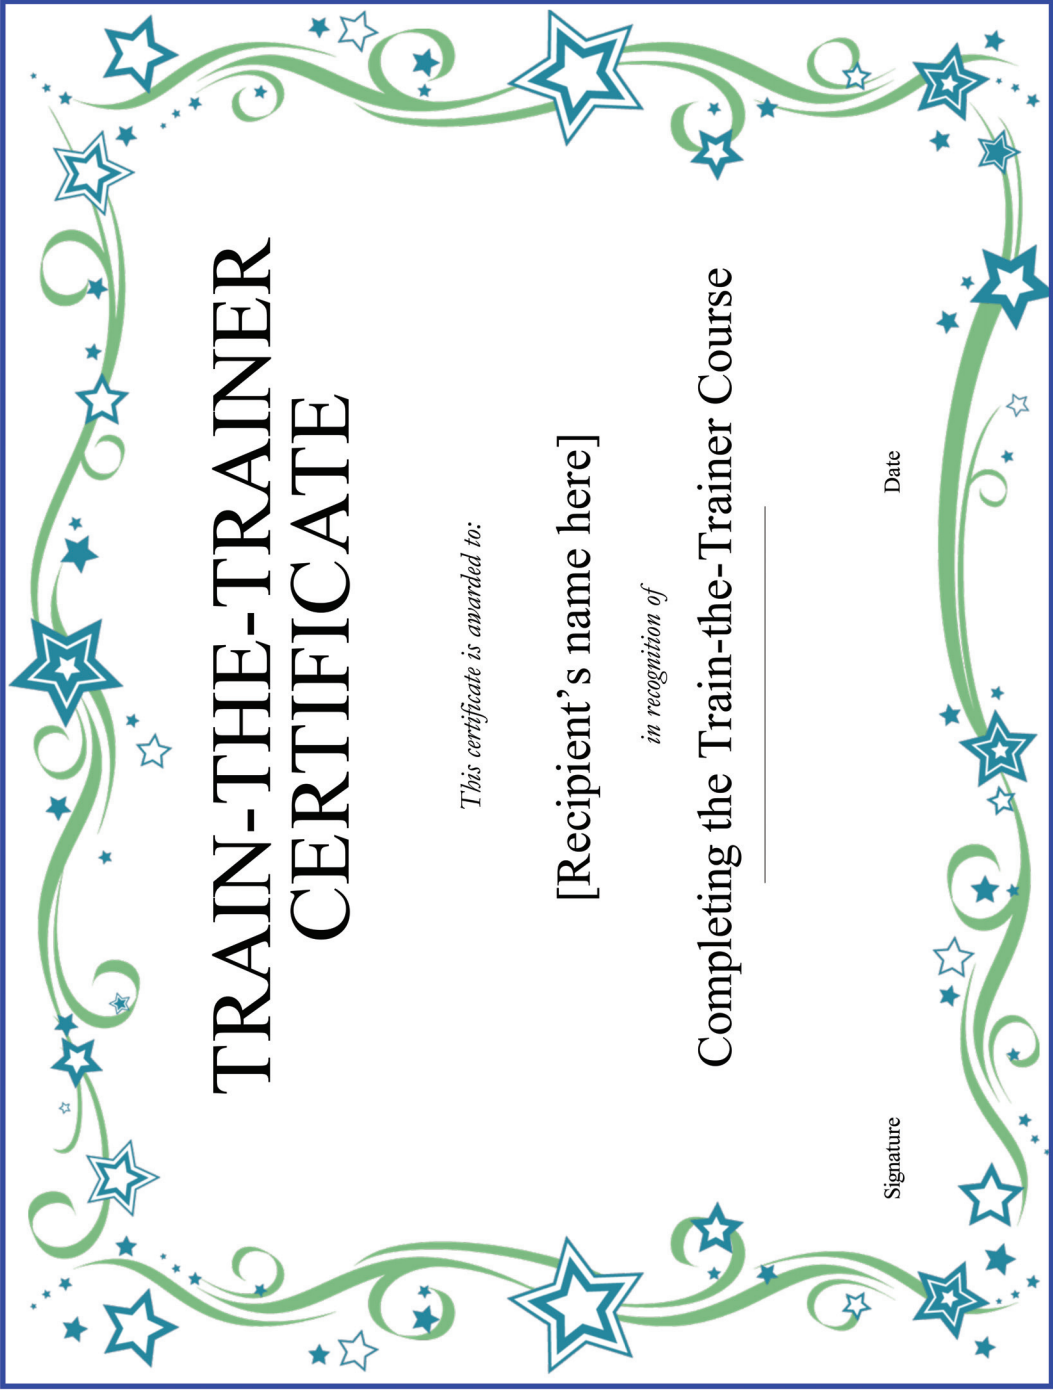 TRAIN-THE-TRAINER
CERTIFICATE
This certificate is awarded to:
[Recipient’s name here]
in recognition of
Completing the Train-the-Trainer Course
Signature
Date